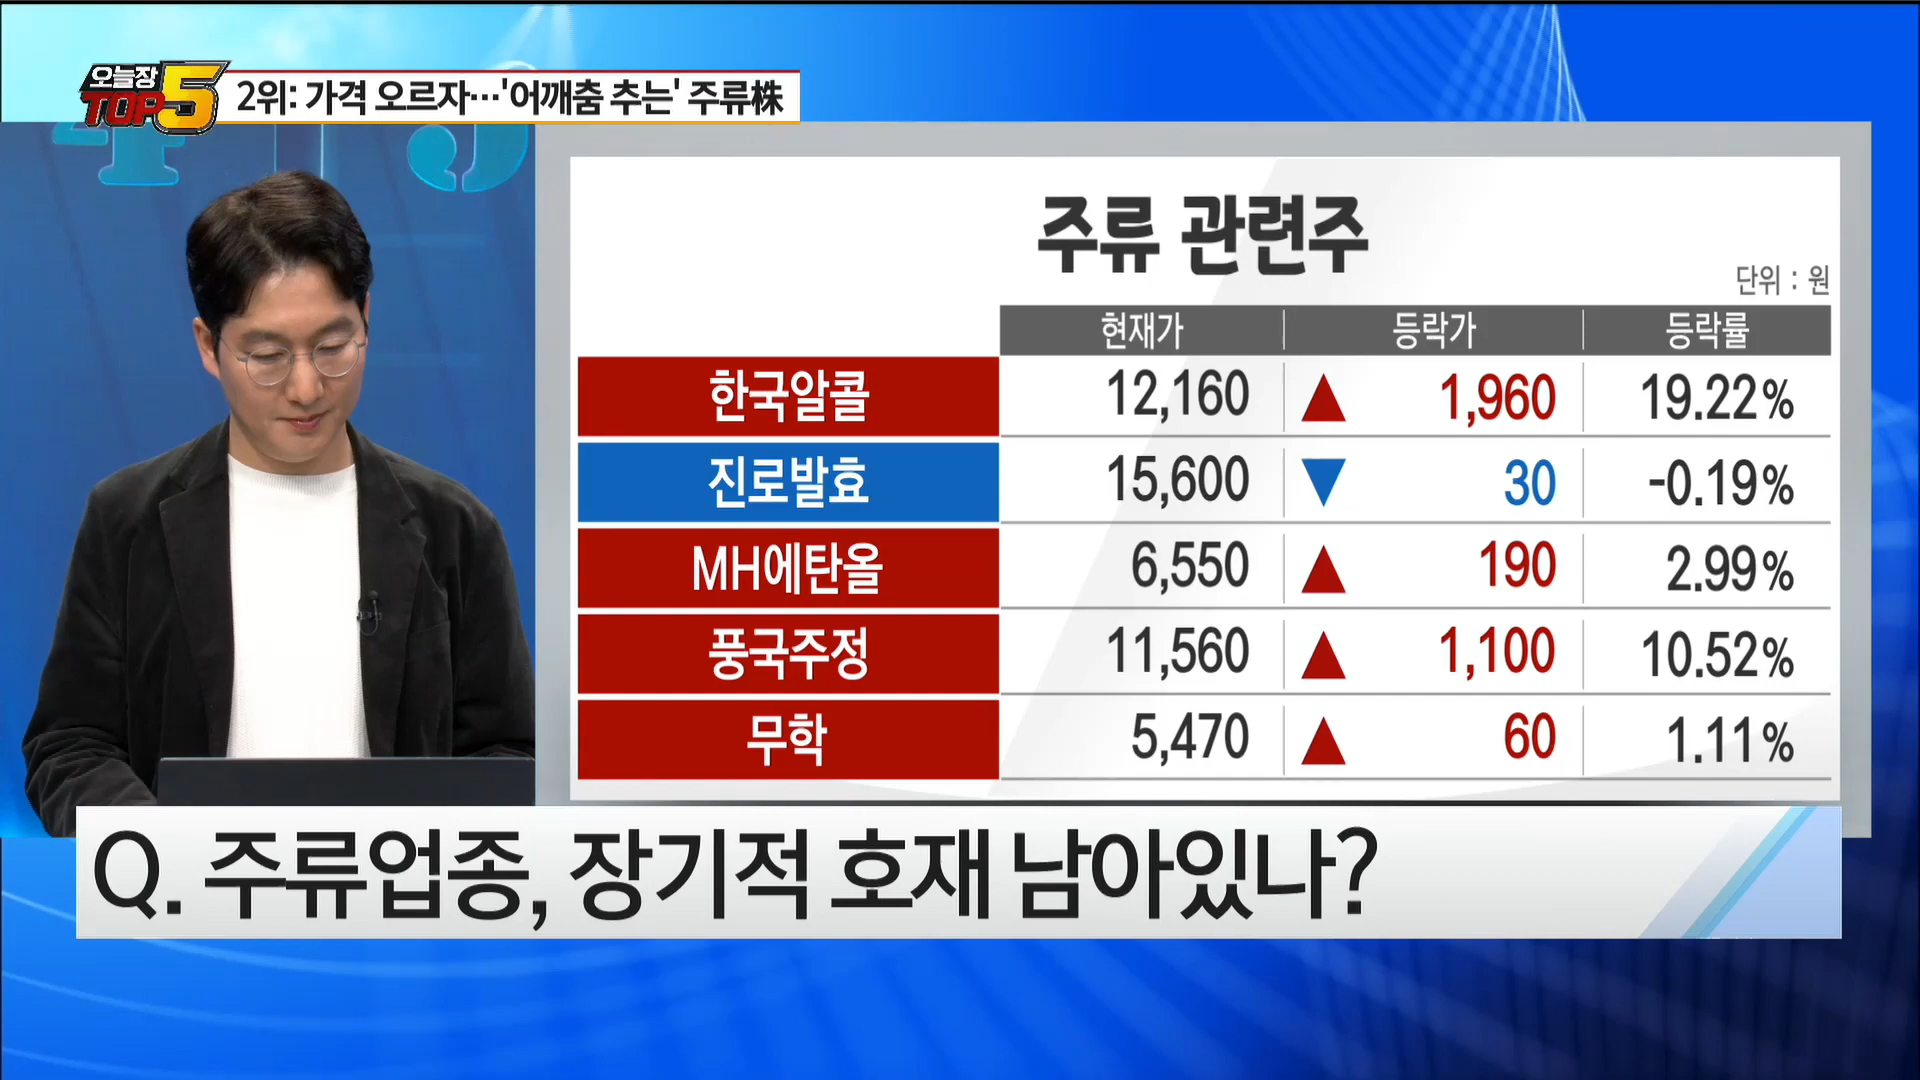 오늘장
TOP5
2위: 가격 오르자…'어깨춤 추는' 주류株
주류 관련주
단위 : 원
현재가 등락가 등락률
한국알콜 12,160 ▲ 1,960 19.22%
진로발효 15,600 ▼ 30 -0.19%
MH에탄올 6,550 ▲ 190 2.99%
풍국주정 11,560 ▲ 1,100 10.52%
무학 5,470 ▲ 60 1.11%
Q. 주류업종, 장기적 호재 남아있나?